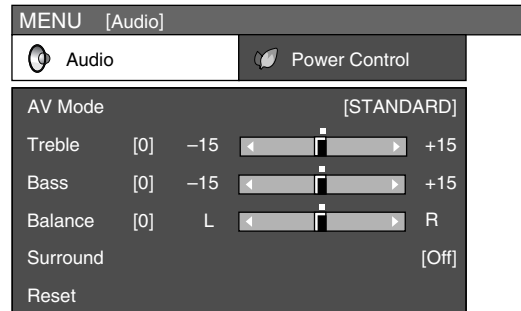 MENU [Audio]
Audio Power Control
AV Mode [STANDARD]
Treble [0] –15 +15
Bass [0] –15 +15
Balance [0] L R
Surround [Off]
Reset